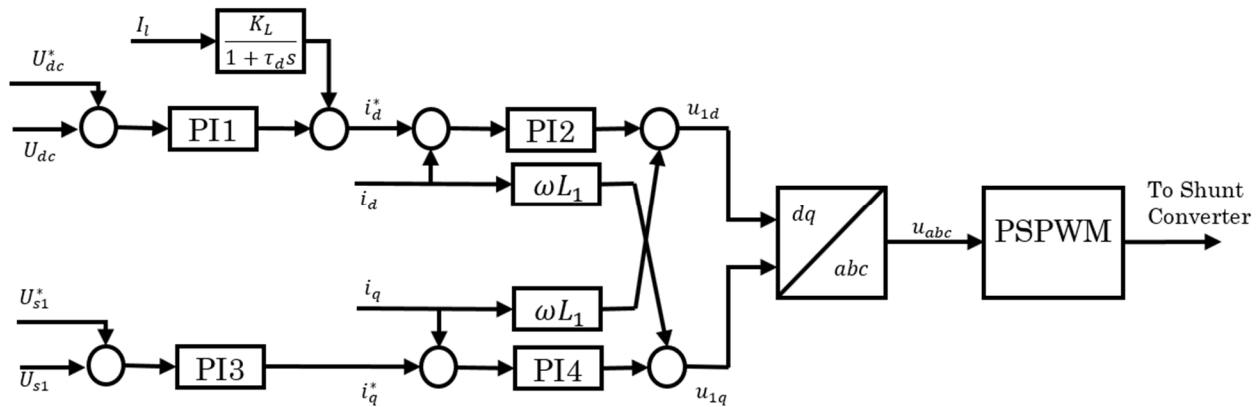 I_l
K_L
1 + τ_d s
U*_dc
PI1
i*_d
PI2
u_1d
U_dc
i_d
ωL_1
dq
abc
u_abc
PSPWM
To Shunt
Converter
U*_s1
i_q
ωL_1
U_s1
PI3
i*_q
PI4
u_1q